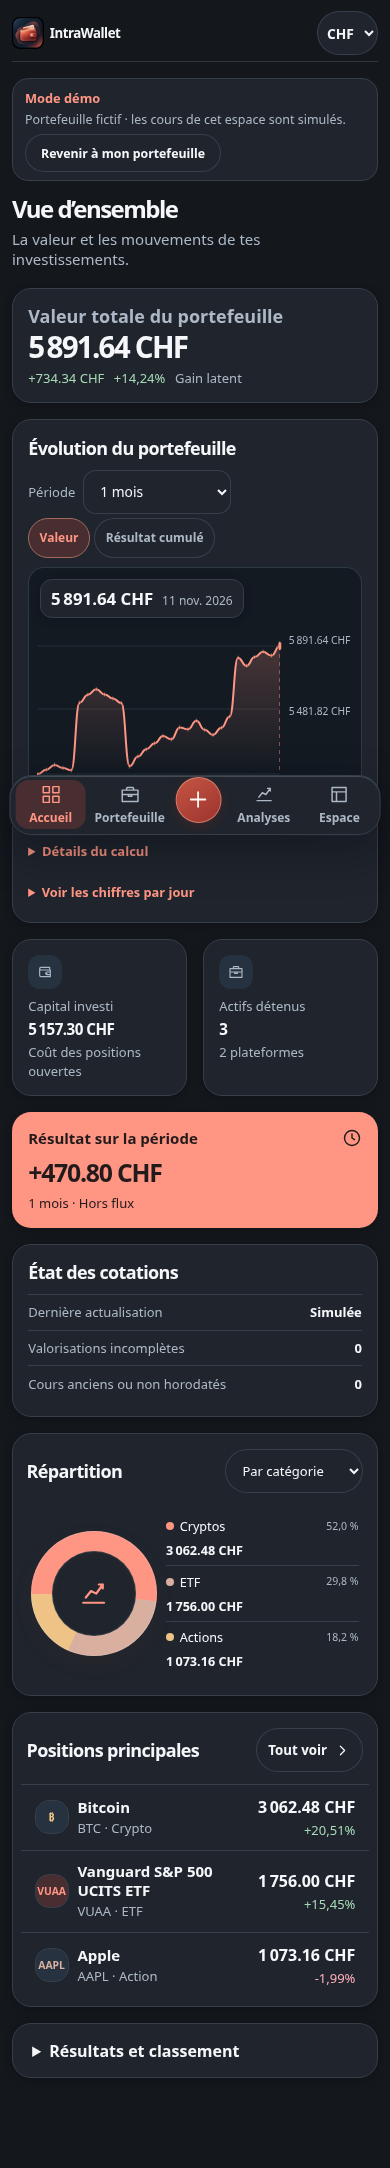 IntraWallet
CHF
Mode démo
Portefeuille fictif · les cours de cet espace sont simulés.
Revenir à mon portefeuille
Vue d’ensemble
La valeur et les mouvements de tes
investissements.
Valeur totale du portefeuille
5 891.64 CHF
+734.34 CHF +14,24% Gain latent
Évolution du portefeuille
Période 1 mois
Valeur Résultat cumulé
5 891.64 CHF 11 nov. 2026
5 891.64 CHF
5 481.82 CHF
Accueil Portefeuille Analyses Espace
Détails du calcul
Voir les chiffres par jour
Capital investi
5 157.30 CHF
Coût des positions
ouvertes
Actifs détenus
3
2 plateformes
Résultat sur la période
+470.80 CHF
1 mois · Hors flux
État des cotations
Dernière actualisation Simulée
Valorisations incomplètes 0
Cours anciens ou non horodatés 0
Répartition Par catégorie
Cryptos 52,0 %
3 062.48 CHF
ETF 29,8 %
1 756.00 CHF
Actions 18,2 %
1 073.16 CHF
Positions principales Tout voir
₿
Bitcoin 3 062.48 CHF
BTC · Crypto +20,51%
VUAA
Vanguard S&P 500
UCITS ETF 1 756.00 CHF
VUAA · ETF +15,45%
AAPL
Apple 1 073.16 CHF
AAPL · Action -1,99%
Résultats et classement